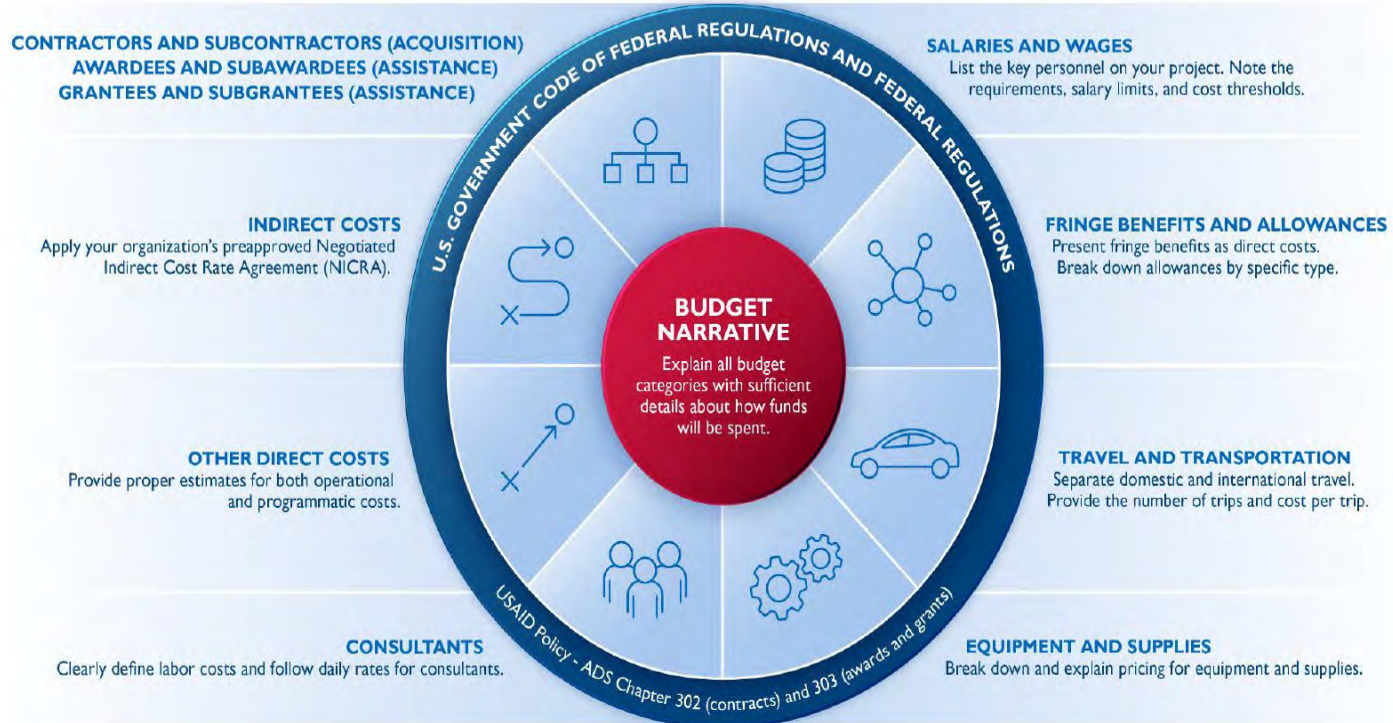 CONTRACTORS AND SUBCONTRACTORS (ACQUISITION)
AWARDEES AND SUBAWARDEES (ASSISTANCE)
GRANTEES AND SUBGRANTEES (ASSISTANCE)
INDIRECT COSTS
Apply your organization's preapproved Negotiated
Indirect Cost Rate Agreement (NICRA).
OTHER DIRECT COSTS
Provide proper estimates for both operational
and programmatic costs.
CONSULTANTS
Clearly define labor costs and follow daily rates for consultants.
U.S. GOVERNMENT CODE OF FEDERAL REGULATIONS AND FEDERAL REGULATIONS
BUDGET
NARRATIVE
Explain all budget
categories with sufficient
details about how funds
will be spent.
USAID Policy - ADS Chapter 302 (contracts) and 303 (awards and grants)
SALARIES AND WAGES
List the key personnel on your project. Note the
requirements, salary limits, and cost thresholds.
FRINGE BENEFITS AND ALLOWANCES
Present fringe benefits as direct costs.
Break down allowances by specific type.
TRAVEL AND TRANSPORTATION
Separate domestic and international travel.
Provide the number of trips and cost per trip.
EQUIPMENT AND SUPPLIES
Break down and explain pricing for equipment and supplies.